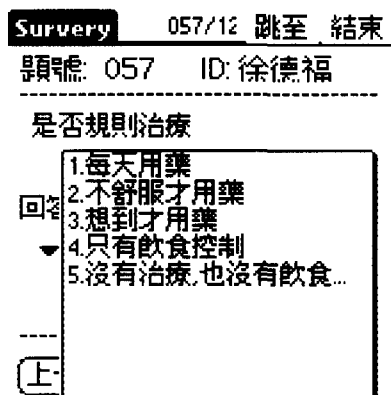 Survery 057/12 跳至 結束
題號: 057 ID: 徐德福
是否規則治療
1.每天用藥
2.不舒服才用藥
回
3.想到才用藥
4.只有飲食控制
5.沒有治療,也沒有飲食...
上